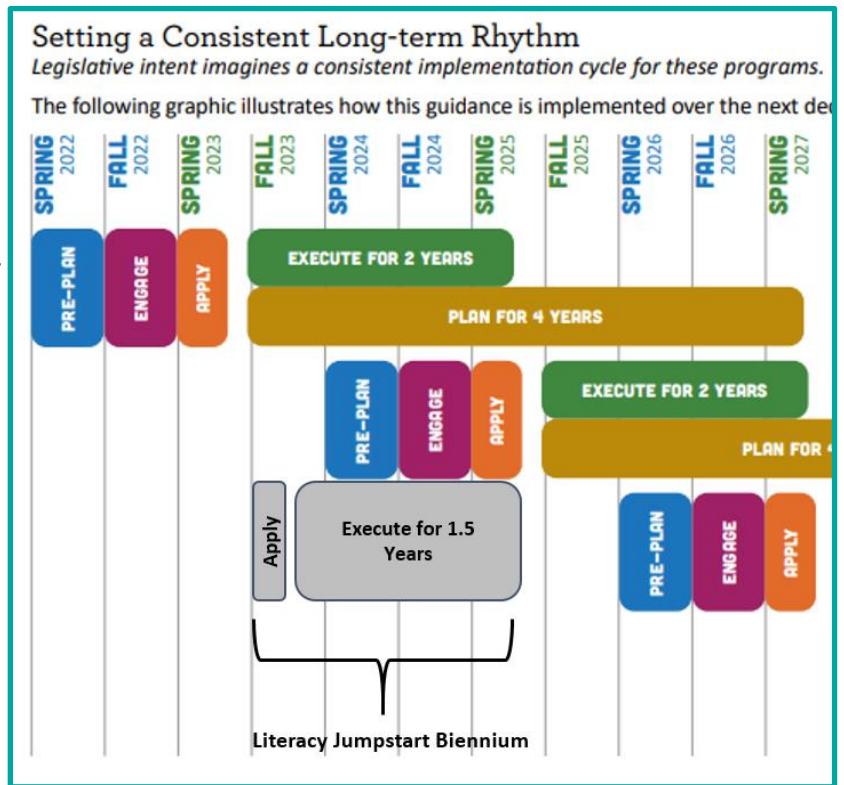 Setting a Consistent Long-term Rhythm
Legislative intent imagines a consistent implementation cycle for these programs.
The following graphic illustrates how this guidance is implemented over the next dec
SPRING 2022
FALL 2022
SPRING 2023
FALL 2023
SPRING 2024
FALL 2024
SPRING 2025
FALL 2025
SPRING 2026
FALL 2026
SPRING 2027
PRE-PLAN
ENGAGE
APPLY
EXECUTE FOR 2 YEARS
PLAN FOR 4 YEARS
PRE-PLAN
ENGAGE
APPLY
EXECUTE FOR 2 YEARS
PLAN FOR 4
Apply
Execute for 1.5
Years
PRE-PLAN
ENGAGE
APPLY
Literacy Jumpstart Biennium